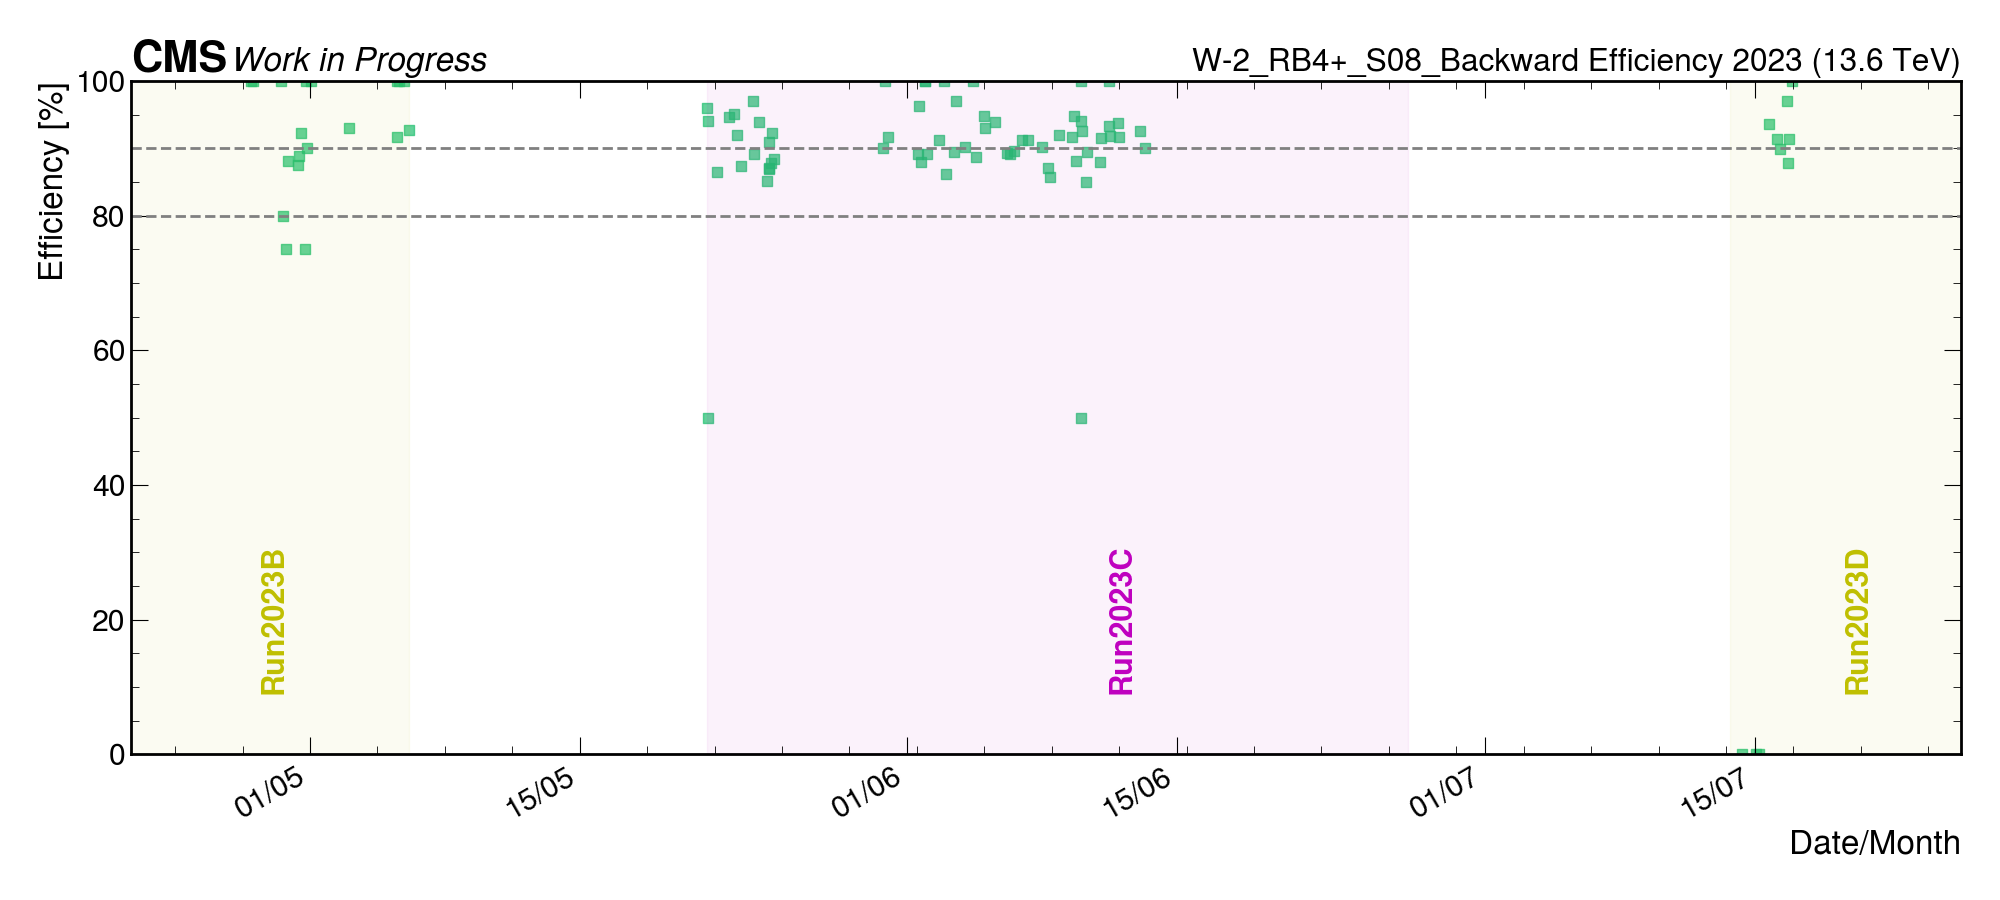 CMS Work in Progress
W-2_RB4+_S08_Backward Efficiency 2023 (13.6 TeV)
Efficiency [%]
100
80
60
40
20
0
Run2023B
Run2023C
Run2023D
01/05
15/05
01/06
15/06
01/07
15/07
Date/Month